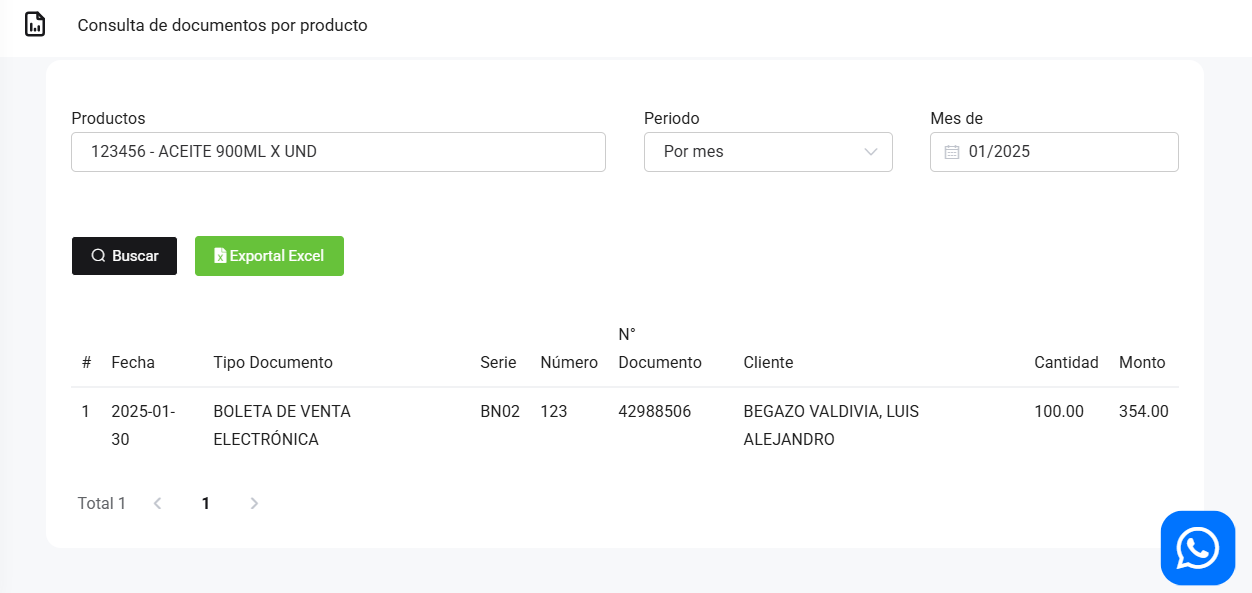 Consulta de documentos por producto
Productos
Periodo
Mes de
123456 - ACEITE 900ML X UND
Por mes
01/2025
Buscar
Exportal Excel
# Fecha Tipo Documento Serie Número N° Documento Cliente Cantidad Monto
1 2025-01-30 BOLETA DE VENTA ELECTRÓNICA BN02 123 42988506 BEGAZO VALDIVIA, LUIS ALEJANDRO 100.00 354.00
Total 1 1